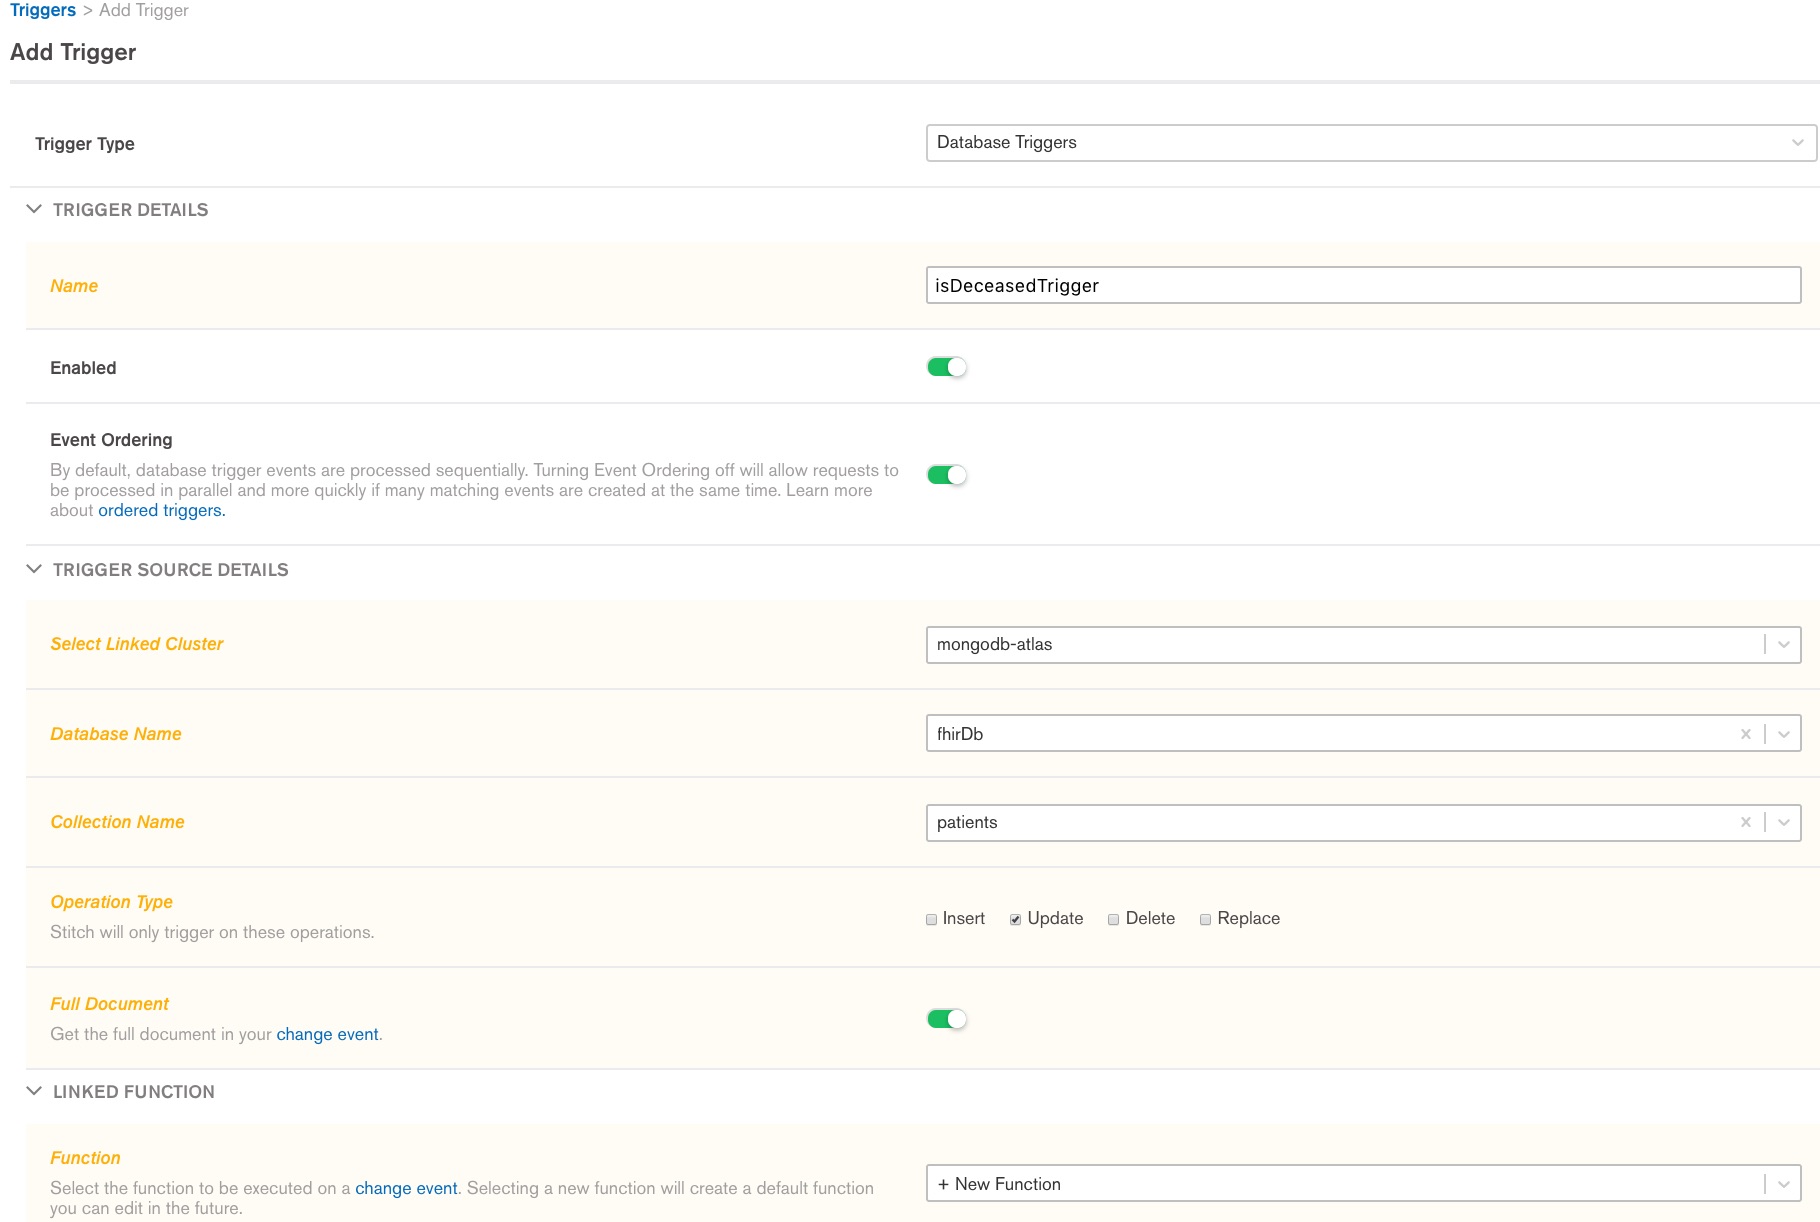 Triggers > Add Trigger
Add Trigger
Trigger Type
Database Triggers
TRIGGER DETAILS
Name
isDeceasedTrigger
Enabled
Event Ordering
By default, database trigger events are processed sequentially. Turning Event Ordering off will allow requests to
be processed in parallel and more quickly if many matching events are created at the same time. Learn more
about ordered triggers.
TRIGGER SOURCE DETAILS
Select Linked Cluster
mongodb-atlas
Database Name
fhirDb
Collection Name
patients
Operation Type
Stitch will only trigger on these operations.
Insert Update Delete Replace
Full Document
Get the full document in your change event.
LINKED FUNCTION
Function
Select the function to be executed on a change event. Selecting a new function will create a default function
you can edit in the future.
+ New Function